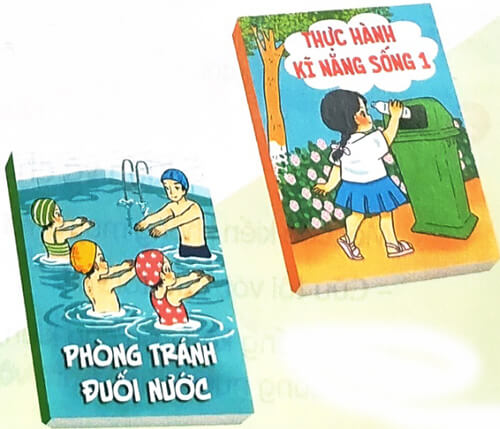 THỰC HÀNH
KĨ NĂNG SỐNG 1
PHÒNG TRÁNH
ĐUỐI NƯỚC